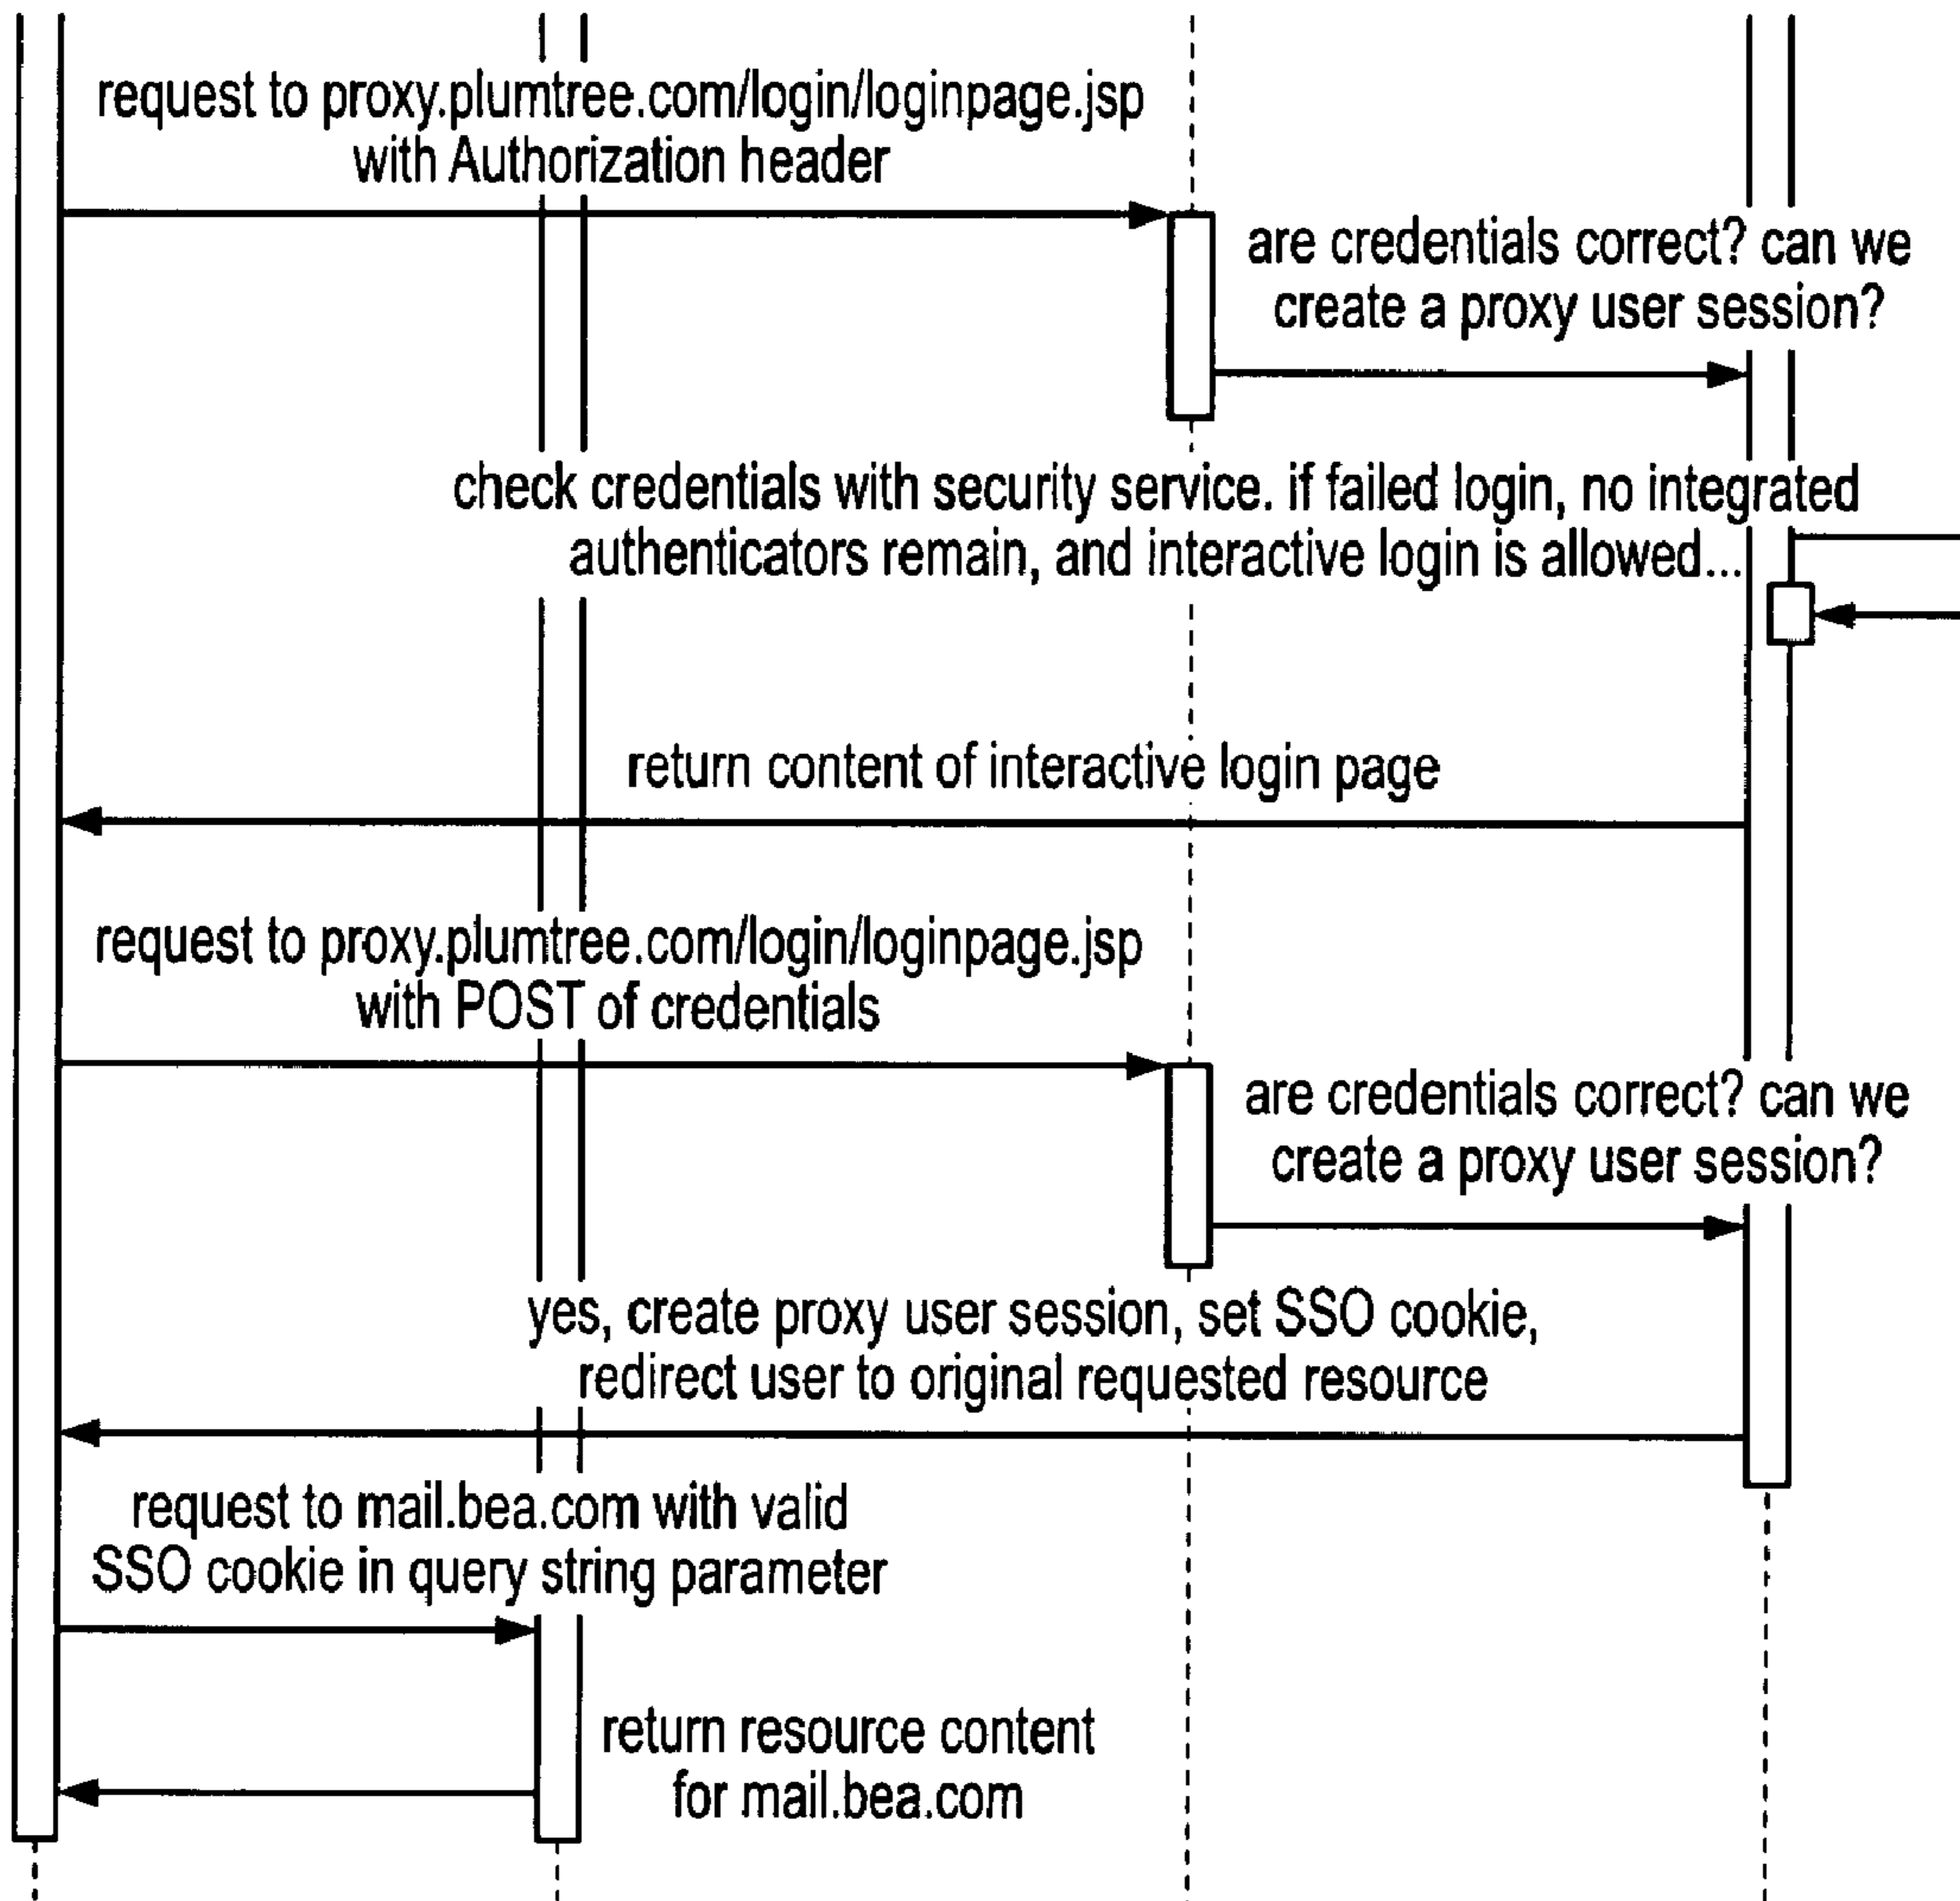 request to proxy.plumtree.com/login/loginpage.jsp
with Authorization header
are credentials correct? can we
create a proxy user session?
check credentials with security service. if failed login, no integrated
authenticators remain, and interactive login is allowed...
return content of interactive login page
request to proxy.plumtree.com/login/loginpage.jsp
with POST of credentials
are credentials correct? can we
create a proxy user session?
yes, create proxy user session, set SSO cookie,
redirect user to original requested resource
request to mail.bea.com with valid
SSO cookie in query string parameter
return resource content
for mail.bea.com